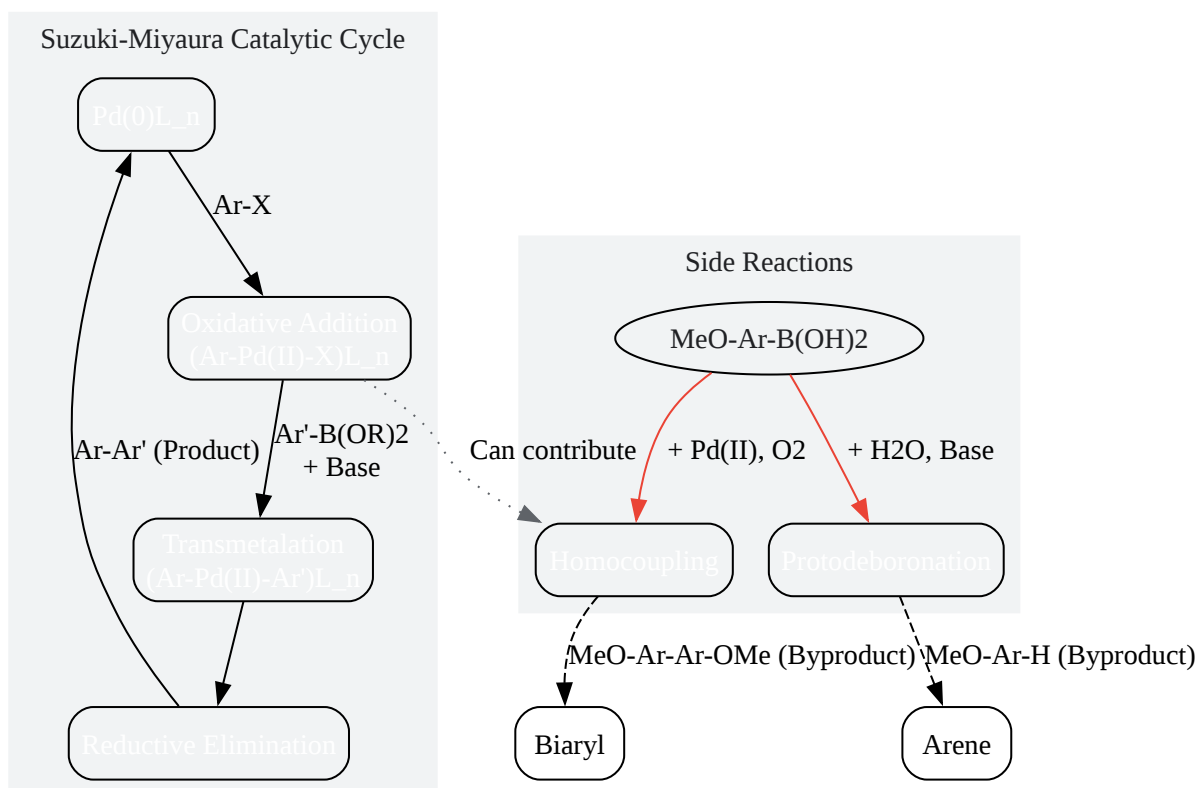 Suzuki-Miyaura Catalytic Cycle
Pd(0)L_n
Ar-X
Oxidative Addition
(Ar-Pd(II)-X)L_n
Ar-Ar' (Product)
Ar'-B(OR)2
+ Base
Transmetalation
(Ar-Pd(II)-Ar')L_n
Reductive Elimination
Side Reactions
MeO-Ar-B(OH)2
Can contribute
+ Pd(II), O2
+ H2O, Base
Homocoupling
Protodeboronation
MeO-Ar-Ar-OMe (Byproduct)
MeO-Ar-H (Byproduct)
Biaryl
Arene